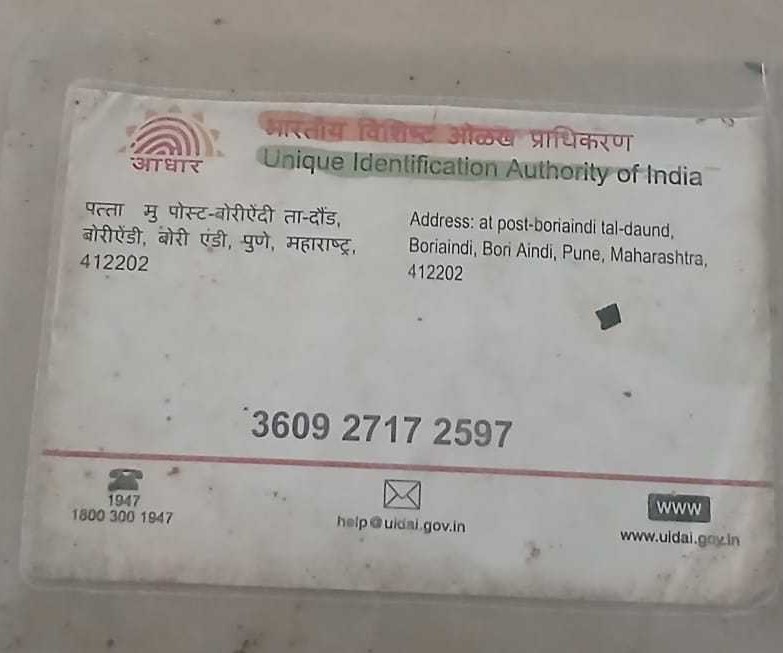 भारतीय विशिष्ट ओळख प्राधिकरण
Unique Identification Authority of India
आधार
पत्ता मु पोस्ट-बोरीऐंदी ता-दौंड,
बोरीऐंडी, बोरी एंडी, पुणे, महाराष्ट्र,
412202
Address: at post-boriaindi tal-daund,
Boriaindi, Bori Aindi, Pune, Maharashtra,
412202
3609 2717 2597
1947
1800 300 1947
help@uidai.gov.in
www
www.uidai.gov.in